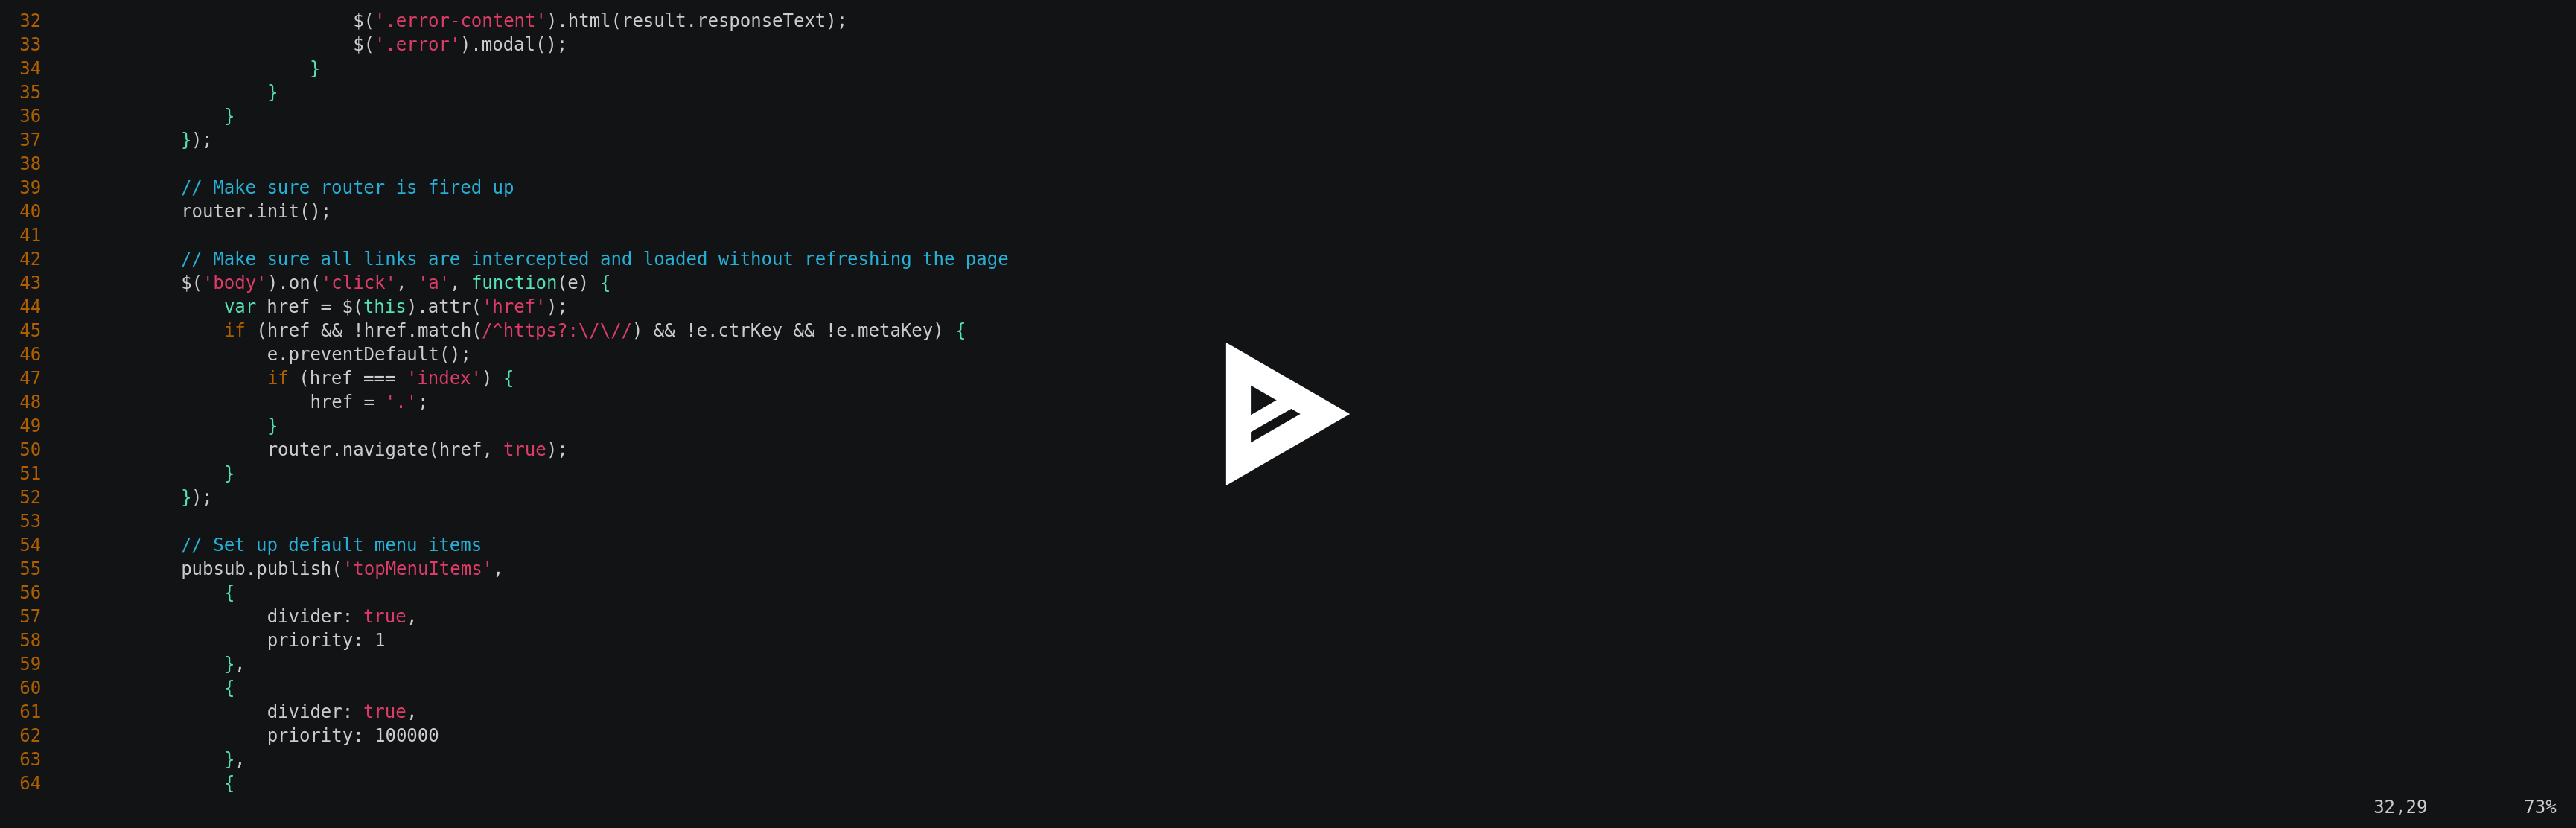 32                             $('.error-content').html(result.responseText);
33                             $('.error').modal();
34                         }
35                     }
36                 }
37             });
38
39             // Make sure router is fired up
40             router.init();
41
42             // Make sure all links are intercepted and loaded without refreshing the page
43             $('body').on('click', 'a', function(e) {
44                 var href = $(this).attr('href');
45                 if (href && !href.match(/^https?:\/\//) && !e.ctrKey && !e.metaKey) {
46                     e.preventDefault();
47                     if (href === 'index') {
48                         href = '.';
49                     }
50                     router.navigate(href, true);
51                 }
52             });
53
54             // Set up default menu items
55             pubsub.publish('topMenuItems',
56                 {
57                     divider: true,
58                     priority: 1
59                 },
60                 {
61                     divider: true,
62                     priority: 100000
63                 },
64                 {
32,29         73%